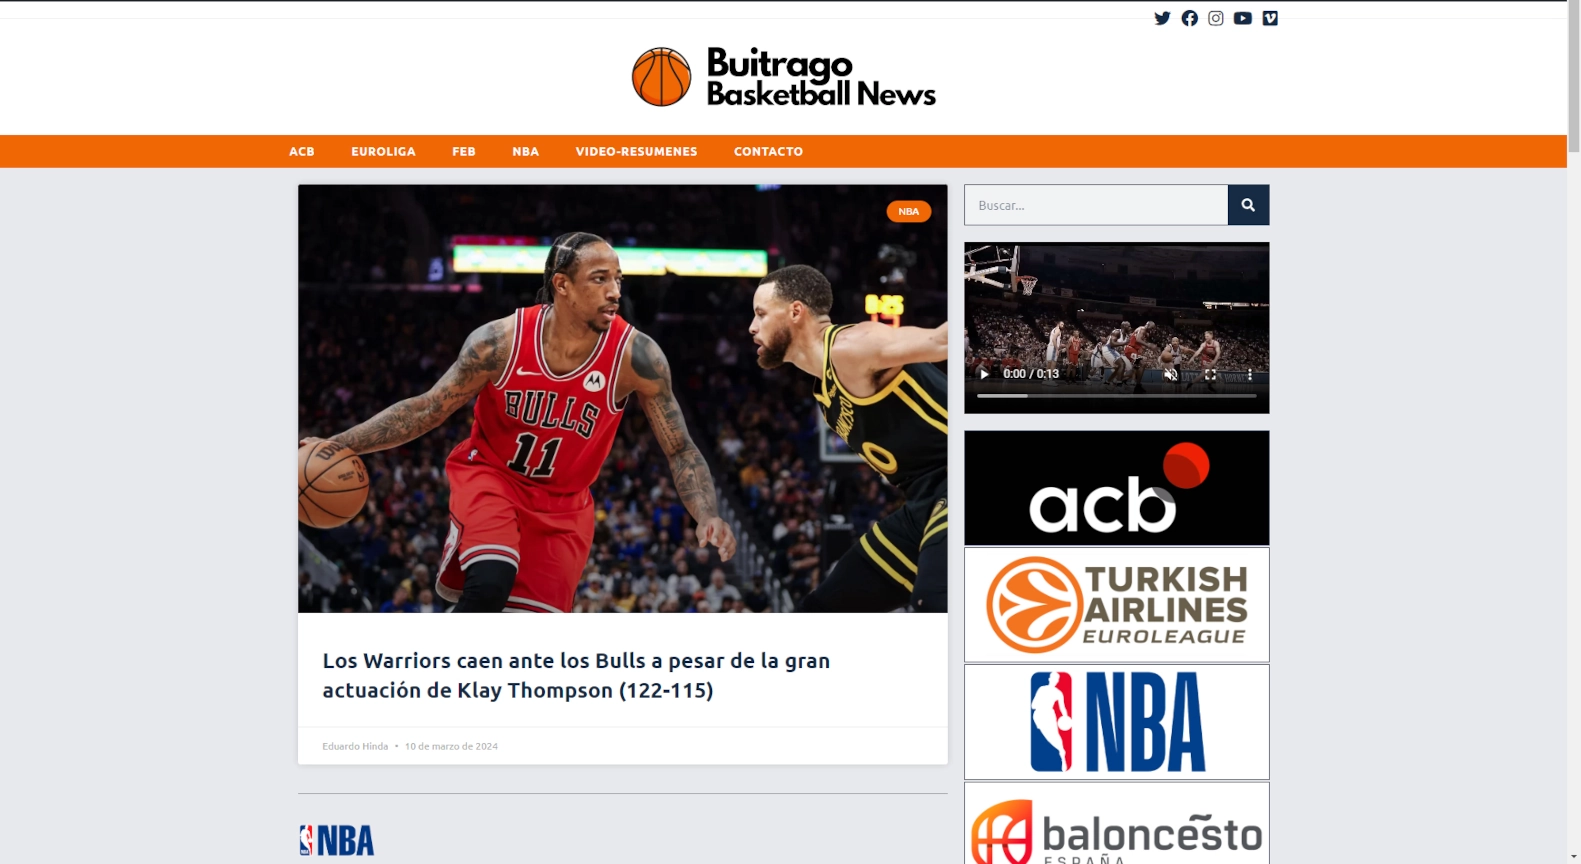 Buitrago
Basketball News
ACB EUROLIGA FEB NBA VIDEO-RESUMENES CONTACTO
NBA
BULLS
11
0
Los Warriors caen ante los Bulls a pesar de la gran
actuación de Klay Thompson (122-115)
Eduardo Hinda • 10 de marzo de 2024
NBA
Buscar...
0:00 / 0:13
acb
TURKISH
AIRLINES
EUROLEAGUE
NBA
baloncesto
ESPAÑA